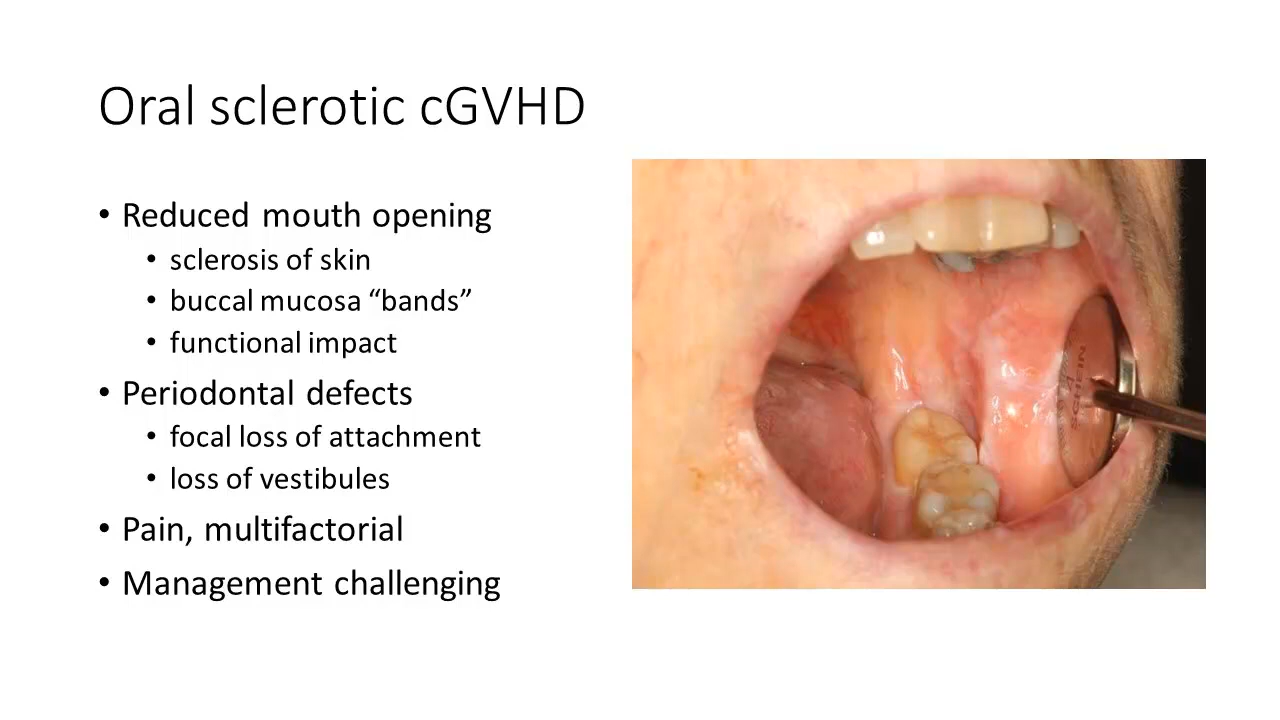 Oral sclerotic cGVHD
• Reduced mouth opening
• sclerosis of skin
• buccal mucosa “bands”
• functional impact
• Periodontal defects
• focal loss of attachment
• loss of vestibules
• Pain, multifactorial
• Management challenging